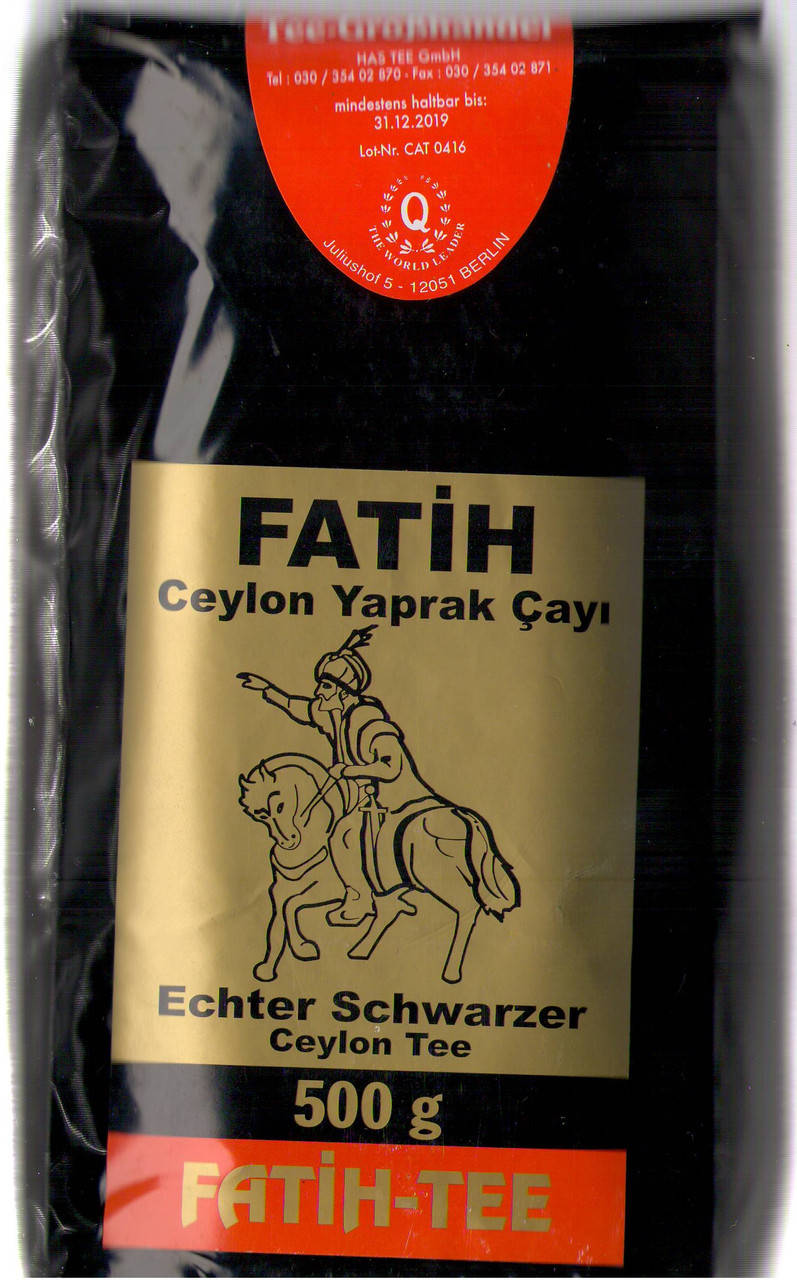 Tee-Großhandel
HAS TEE GmbH
Tel : 030 / 354 02 870 - Fax : 030 / 354 02 871
mindestens haltbar bis:
31.12.2019
Lot-Nr. CAT 0416
Q
THE WORLD LEADER
Juliushof 5 - 12051 BERLIN
FATİH
Ceylon Yaprak Çayı
Echter Schwarzer
Ceylon Tee
500 g
FATİH-TEE